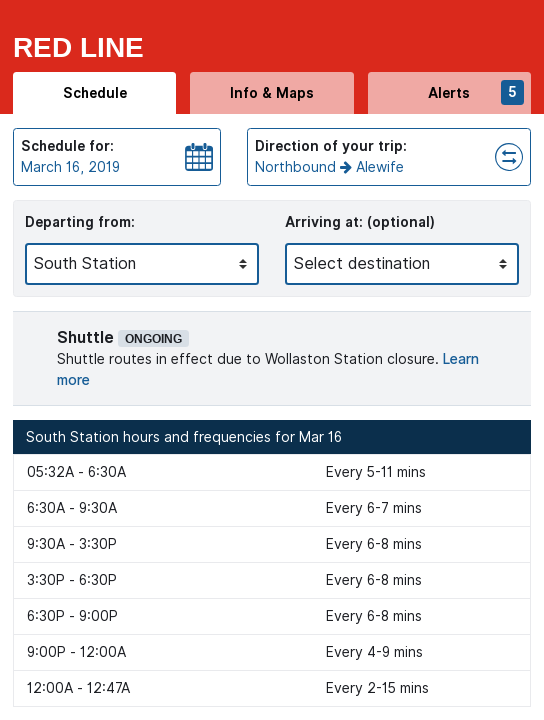 RED LINE
Schedule
Info & Maps
Alerts 5
Schedule for:
March 16, 2019
Direction of your trip:
Northbound → Alewife
Departing from:
South Station
Arriving at: (optional)
Select destination
Shuttle ONGOING
Shuttle routes in effect due to Wollaston Station closure. Learn
more
South Station hours and frequencies for Mar 16
05:32A - 6:30A Every 5-11 mins
6:30A - 9:30A Every 6-7 mins
9:30A - 3:30P Every 6-8 mins
3:30P - 6:30P Every 6-8 mins
6:30P - 9:00P Every 6-8 mins
9:00P - 12:00A Every 4-9 mins
12:00A - 12:47A Every 2-15 mins